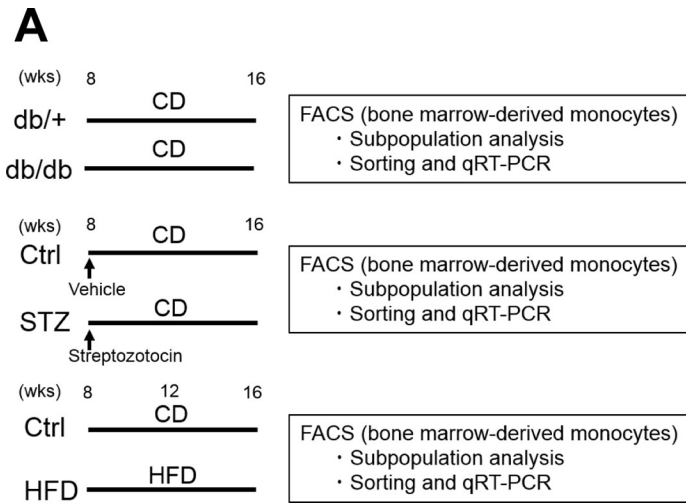 A
(wks) 8 16
db/+ CD
db/db CD
FACS (bone marrow-derived monocytes)
・Subpopulation analysis
・Sorting and qRT-PCR
(wks) 8 16
Ctrl CD
Vehicle
STZ CD
Streptozotocin
FACS (bone marrow-derived monocytes)
・Subpopulation analysis
・Sorting and qRT-PCR
(wks) 8 12 16
Ctrl CD
HFD HFD
FACS (bone marrow-derived monocytes)
・Subpopulation analysis
・Sorting and qRT-PCR